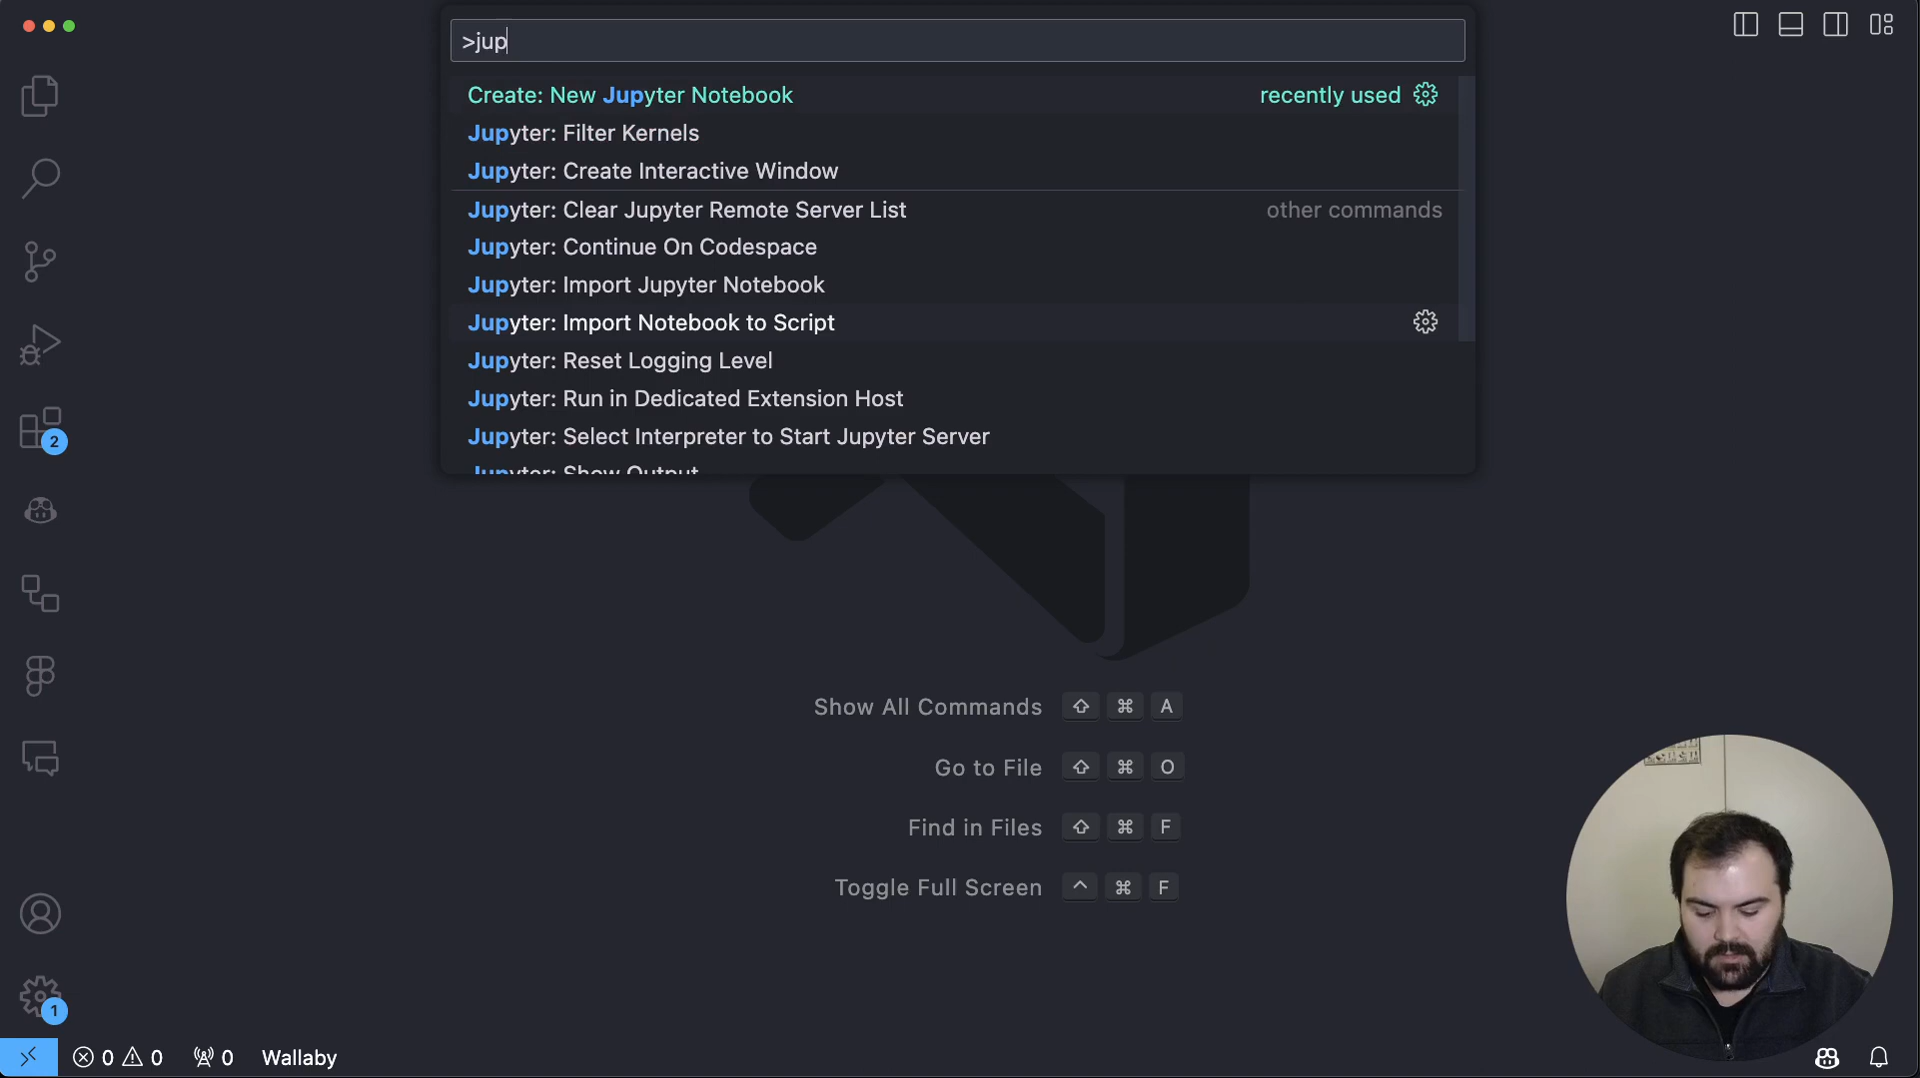 >jup
Create: New Jupyter Notebook recently used
Jupyter: Filter Kernels
Jupyter: Create Interactive Window
Jupyter: Clear Jupyter Remote Server List other commands
Jupyter: Continue On Codespace
Jupyter: Import Jupyter Notebook
Jupyter: Import Notebook to Script
Jupyter: Reset Logging Level
Jupyter: Run in Dedicated Extension Host
Jupyter: Select Interpreter to Start Jupyter Server
Jupyter: Show Output
2
Show All Commands ⇧ ⌘ A
Go to File ⇧ ⌘ O
Find in Files ⇧ ⌘ F
Toggle Full Screen ^ ⌘ F
1
0 0 0 Wallaby